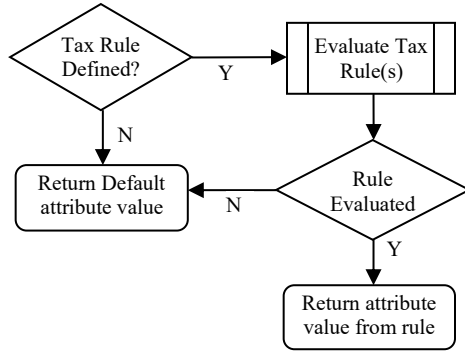 Tax Rule
Defined?
Y
Evaluate Tax
Rule(s)
N
Return Default
attribute value
N
Rule
Evaluated
Y
Return attribute
value from rule